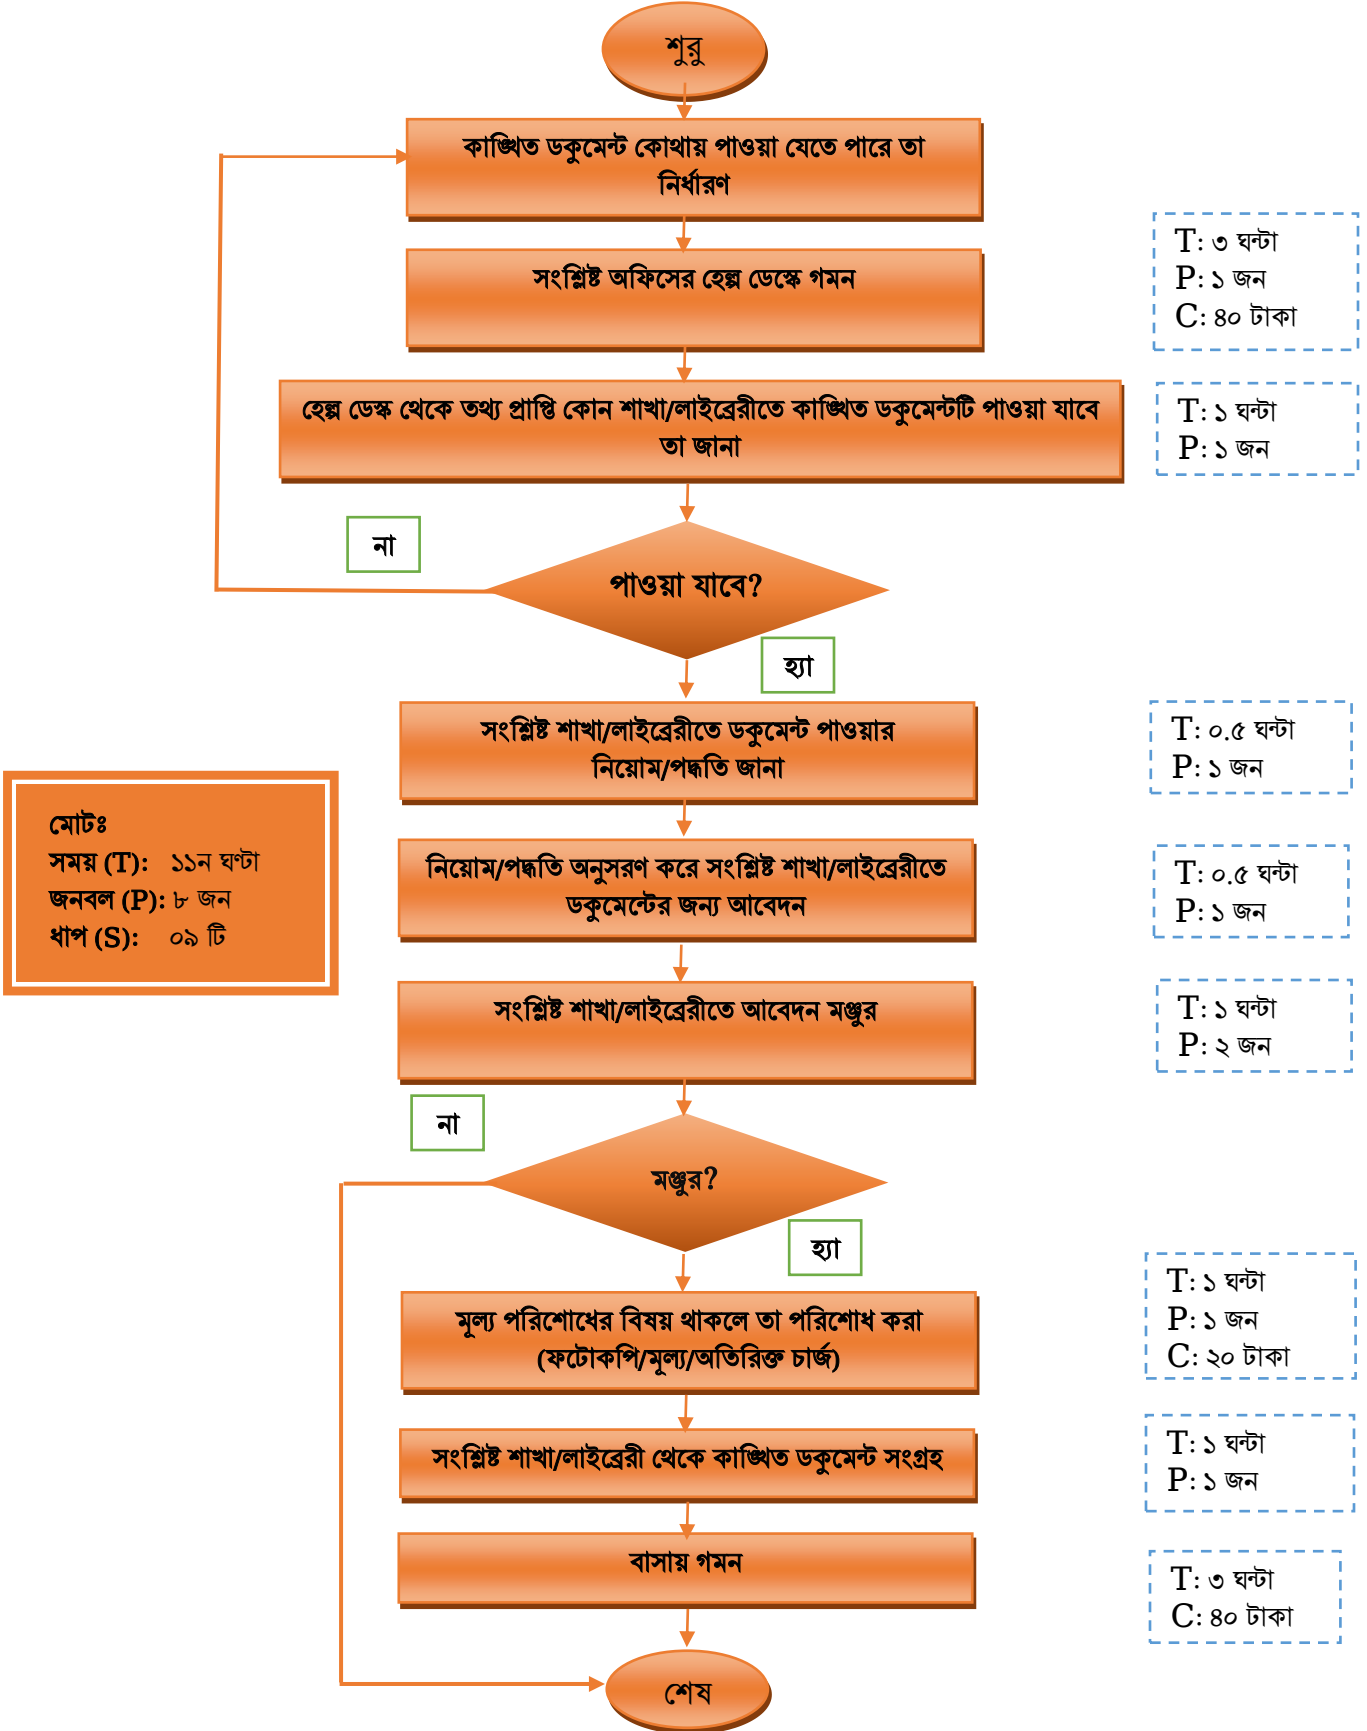 শুরু
কাঙ্খিত ডকুমেন্ট কোথায় পাওয়া যেতে পারে তা
নির্ধারণ
সংশ্লিষ্ট অফিসের হেল্প ডেস্কে গমন
T: ৩ ঘন্টা
P: ১ জন
C: ৪০ টাকা
হেল্প ডেস্ক থেকে তথ্য প্রাপ্তি কোন শাখা/লাইব্রেরীতে কাঙ্খিত ডকুমেন্টটি পাওয়া যাবে
তা জানা
T: ১ ঘন্টা
P: ১ জন
না
পাওয়া যাবে?
হ্যা
সংশ্লিষ্ট শাখা/লাইব্রেরীতে ডকুমেন্ট পাওয়ার
নিয়োম/পদ্ধতি জানা
T: ০.৫ ঘন্টা
P: ১ জন
মোটঃ
সময় (T): ১১ন ঘণ্টা
জনবল (P): ৮ জন
ধাপ (S): ০৯ টি
নিয়োম/পদ্ধতি অনুসরণ করে সংশ্লিষ্ট শাখা/লাইব্রেরীতে
ডকুমেন্টের জন্য আবেদন
T: ০.৫ ঘন্টা
P: ১ জন
সংশ্লিষ্ট শাখা/লাইব্রেরীতে আবেদন মঞ্জুর
T: ১ ঘন্টা
P: ২ জন
না
মঞ্জুর?
হ্যা
মূল্য পরিশোধের বিষয় থাকলে তা পরিশোধ করা
(ফটোকপি/মূল্য/অতিরিক্ত চার্জ)
T: ১ ঘন্টা
P: ১ জন
C: ২০ টাকা
সংশ্লিষ্ট শাখা/লাইব্রেরী থেকে কাঙ্খিত ডকুমেন্ট সংগ্রহ
T: ১ ঘন্টা
P: ১ জন
বাসায় গমন
T: ৩ ঘন্টা
C: ৪০ টাকা
শেষ